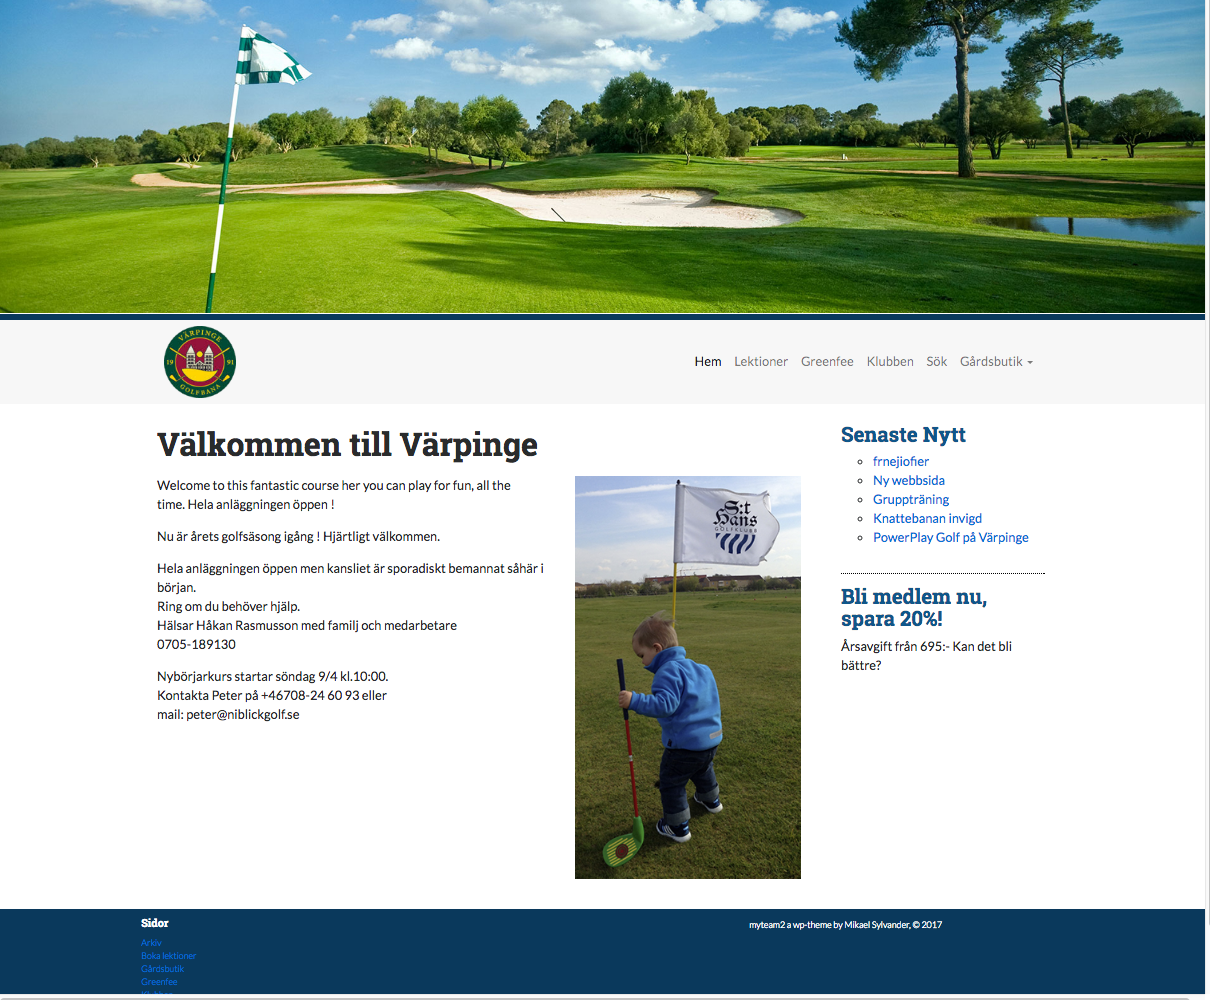 VÄRPINGE
19 91
GOLFBANA
Hem Lektioner Greenfee Klubben Sök Gårdsbutik
Välkommen till Värpinge
Welcome to this fantastic course her you can play for fun, all the
time. Hela anläggningen öppen !
Nu är årets golfsäsong igång ! Hjärtligt välkommen.
Hela anläggningen öppen men kansliet är sporadiskt bemannat såhär i
början.
Ring om du behöver hjälp.
Hälsar Håkan Rasmusson med familj och medarbetare
0705-189130
Nybörjarkurs startar söndag 9/4 kl.10:00.
Kontakta Peter på +46708-24 60 93 eller
mail: peter@niblickgolf.se
S:t
Hans
GOLFKLUBB
Senaste Nytt
frnejiofier
Ny webbsida
Gruppträning
Knattebanan invigd
PowerPlay Golf på Värpinge
Bli medlem nu,
spara 20%!
Årsavgift från 695:- Kan det bli
bättre?
Sidor
Arkiv
Boka lektioner
Gårdsbutik
Greenfee
myteam2 a wp-theme by Mikael Sylvander, © 2017